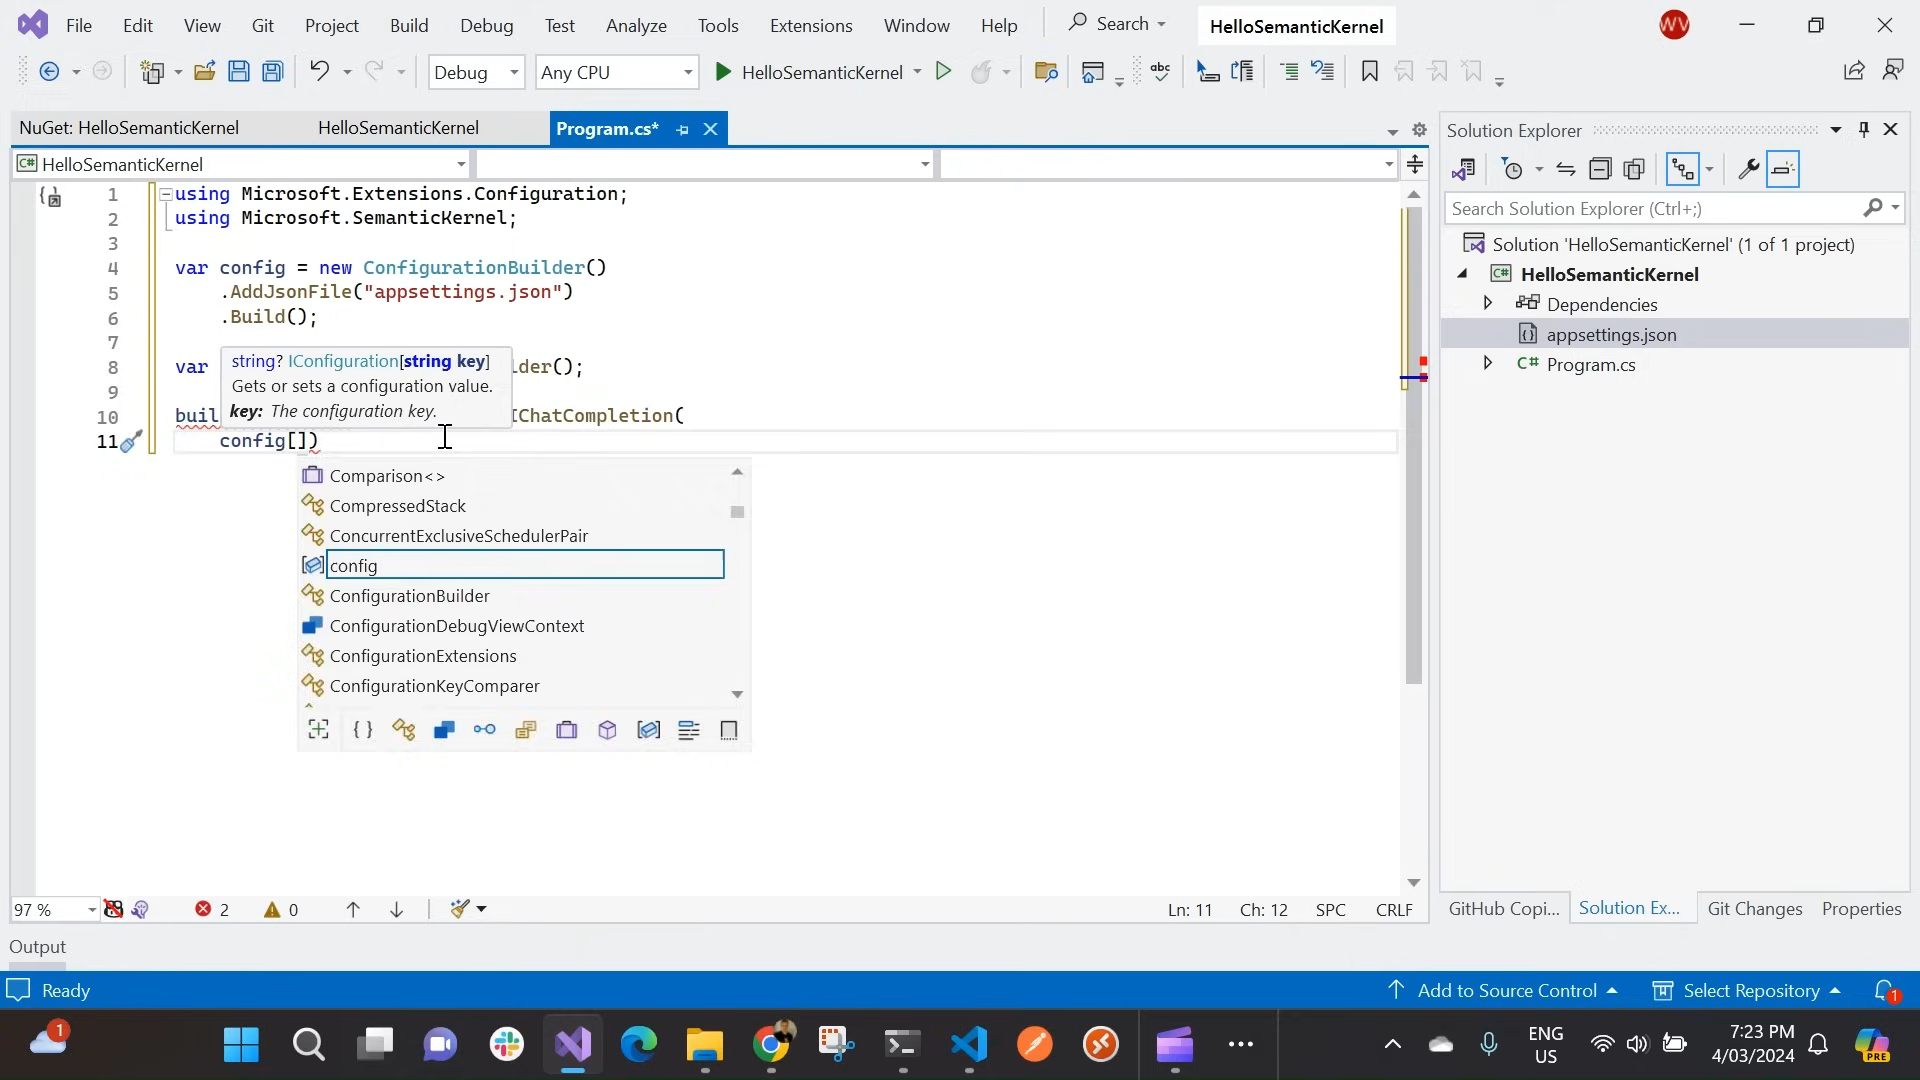 File Edit View Git Project Build Debug Test Analyze Tools Extensions Window Help Search HelloSemanticKernel WV
Debug Any CPU HelloSemanticKernel abc
NuGet: HelloSemanticKernel HelloSemanticKernel Program.cs*
C# HelloSemanticKernel
1 using Microsoft.Extensions.Configuration;
2 using Microsoft.SemanticKernel;
3
4 var config = new ConfigurationBuilder()
5 .AddJsonFile("appsettings.json")
6 .Build();
7
8 var lder();
string? IConfiguration[string key]
Gets or sets a configuration value.
key: The configuration key.
9
10 buil IChatCompletion(
11 config[])
Comparison<>
CompressedStack
ConcurrentExclusiveSchedulerPair
config
ConfigurationBuilder
ConfigurationDebugViewContext
ConfigurationExtensions
ConfigurationKeyComparer
97 % 2 0 Ln: 11 Ch: 12 SPC CRLF
Solution Explorer
Search Solution Explorer (Ctrl+;)
Solution 'HelloSemanticKernel' (1 of 1 project)
C# HelloSemanticKernel
Dependencies
appsettings.json
C# Program.cs
GitHub Copi... Solution Ex... Git Changes Properties
Output
Ready Add to Source Control Select Repository 1
1 ENG
US 7:23 PM
4/03/2024 PRE